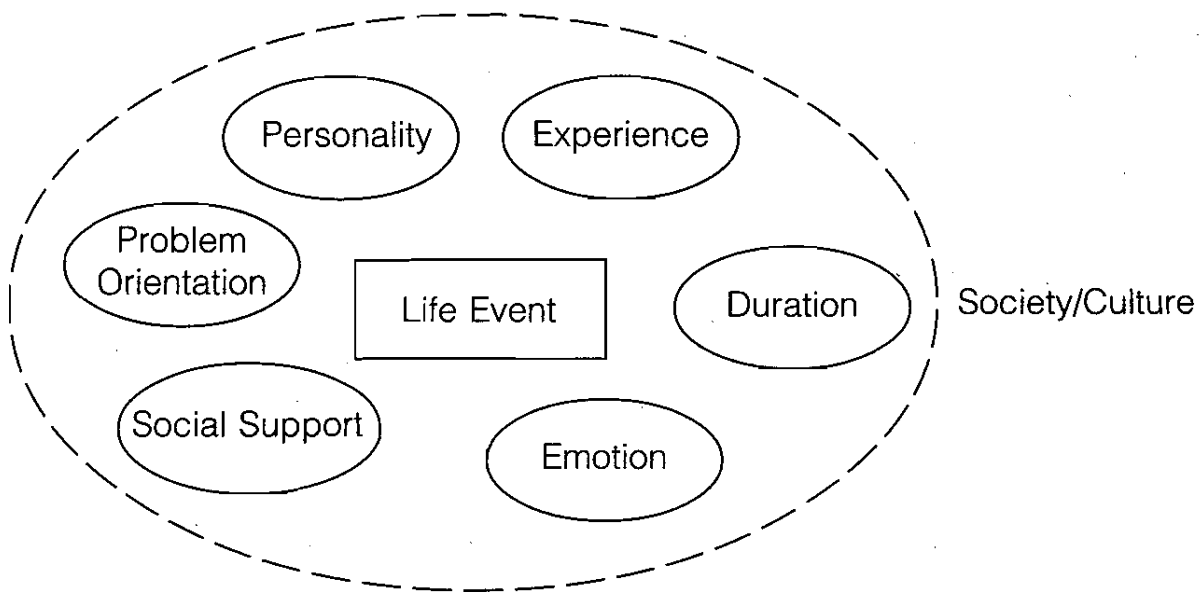 Personality
Experience
Problem
Orientation
Life Event
Duration
Society/Culture
Social Support
Emotion